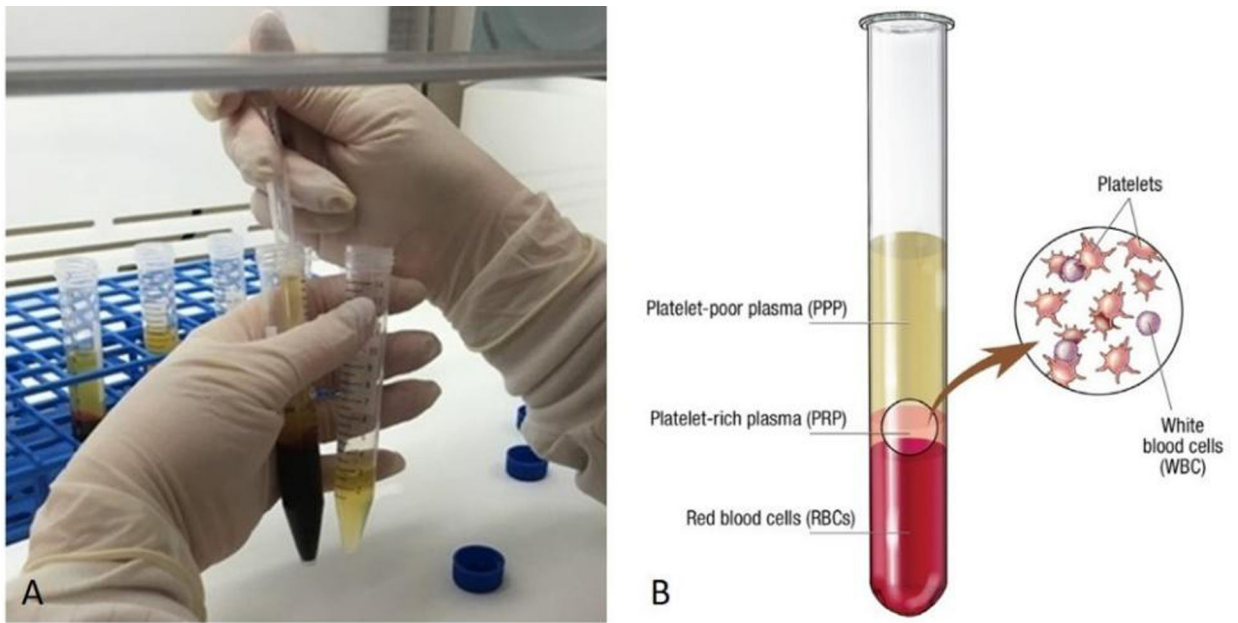 A
B
Platelets
Platelet-poor plasma (PPP)
Platelet-rich plasma (PRP)
White
blood cells
(WBC)
Red blood cells (RBCs)